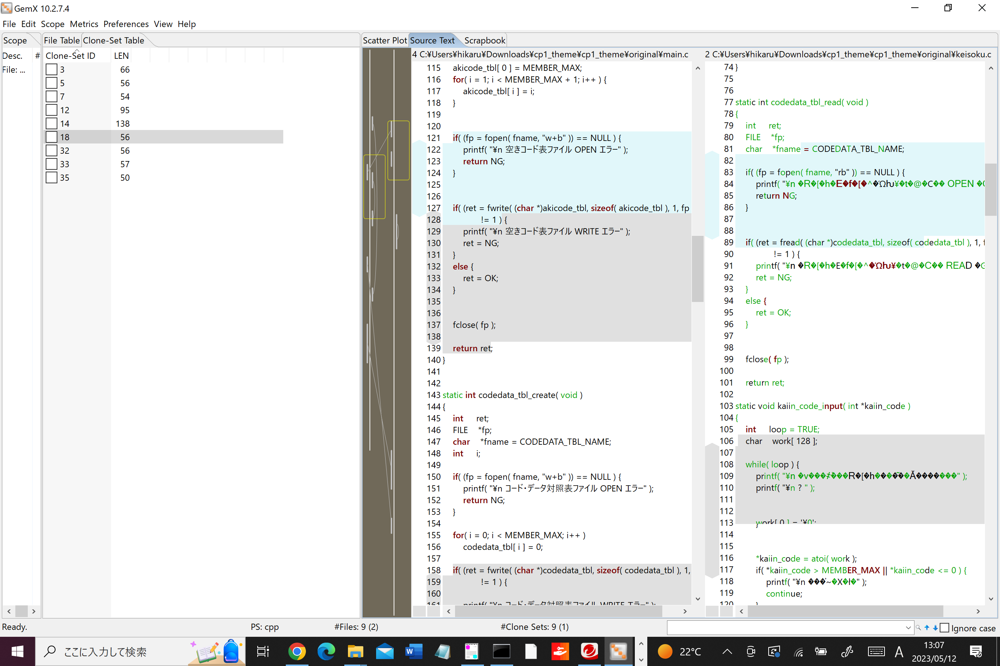 GemX 10.2.7.4
File Edit Scope Metrics Preferences View Help
Scope
File Table Clone-Set Table
Scatter Plot Source Text Scrapbook
Desc. #
File: ...
Clone-Set ID LEN
3 66
5 56
7 54
12 95
14 138
18 56
32 56
33 57
35 50
4 C:¥Users¥hikaru¥Downloads¥cp1_theme¥cp1_theme¥original¥main.c
115 akicode_tbl[ 0 ] = MEMBER_MAX;
116 for( i = 1; i < MEMBER_MAX + 1; i++ ) {
117 akicode_tbl[ i ] = i;
118 }
119
120
121 if( (fp = fopen( fname, "w+b" )) == NULL ) {
122 printf( "¥n 空きコード表ファイル OPEN エラー" );
123 return NG;
124 }
125
126
127 if( (ret = fwrite( (char *)akicode_tbl, sizeof( akicode_tbl ), 1, fp
128 != 1 ) {
129 printf( "¥n 空きコード表ファイル WRITE エラー" );
130 ret = NG;
131 }
132 else {
133 ret = OK;
134 }
135
136
137 fclose( fp );
138
139 return ret;
140 }
141
142
143 static int codedata_tbl_create( void )
144 {
145 int ret;
146 FILE *fp;
147 char *fname = CODEDATA_TBL_NAME;
148 int i;
149
150 if( (fp = fopen( fname, "w+b" )) == NULL ) {
151 printf( "¥n コード・データ対照表ファイル OPEN エラー" );
152 return NG;
153 }
154
155 for( i = 0; i < MEMBER_MAX; i++ )
156 codedata_tbl[ i ] = 0;
157
158 if( (ret = fwrite( (char *)codedata_tbl, sizeof( codedata_tbl ), 1,
159 != 1 ) {
160
161 printf( "¥n コード・データ対照表ファイル WRITE エラー" );
2 C:¥Users¥hikaru¥Downloads¥cp1_theme¥cp1_theme¥original¥keisoku.c
74 }
75
76
77 static int codedata_tbl_read( void )
78 {
79 int ret;
80 FILE *fp;
81 char *fname = CODEDATA_TBL_NAME;
82
83 if( (fp = fopen( fname, "rb" )) == NULL ) {
84 printf( "¥n �R�[�h�E�f�[�^�Ώƕ¥�t�@�C�� OPEN
85 return NG;
86 }
87
88
89 if( (ret = fread( (char *)codedata_tbl, sizeof( codedata_tbl ), 1, f
90 != 1 ) {
91 printf( "¥n �R�[�h�E�f�[�^�Ώƕ¥�t�@�C�� READ
92 ret = NG;
93 }
94 else {
95 ret = OK;
96 }
97
98
99 fclose( fp );
100
101 return ret;
102
103 static void kaiin_code_input( int *kaiin_code )
104 {
105 int loop = TRUE;
106 char work[ 128 ];
107
108 while( loop ) {
109 printf( "¥n
110 printf( "¥n ? " );
111
112
113 work[ 0 ] = '¥0';
114 }
115
116 *kaiin_code = atoi( work );
117 if( *kaiin_code > MEMBER_MAX || *kaiin_code <= 0 ) {
118 printf( "¥n
119 continue;
120 }
Ready. PS: cpp #Files: 9 (2) #Clone Sets: 9 (1) Ignore case
ここに入力して検索
22°C
A
13:07
2023/05/12